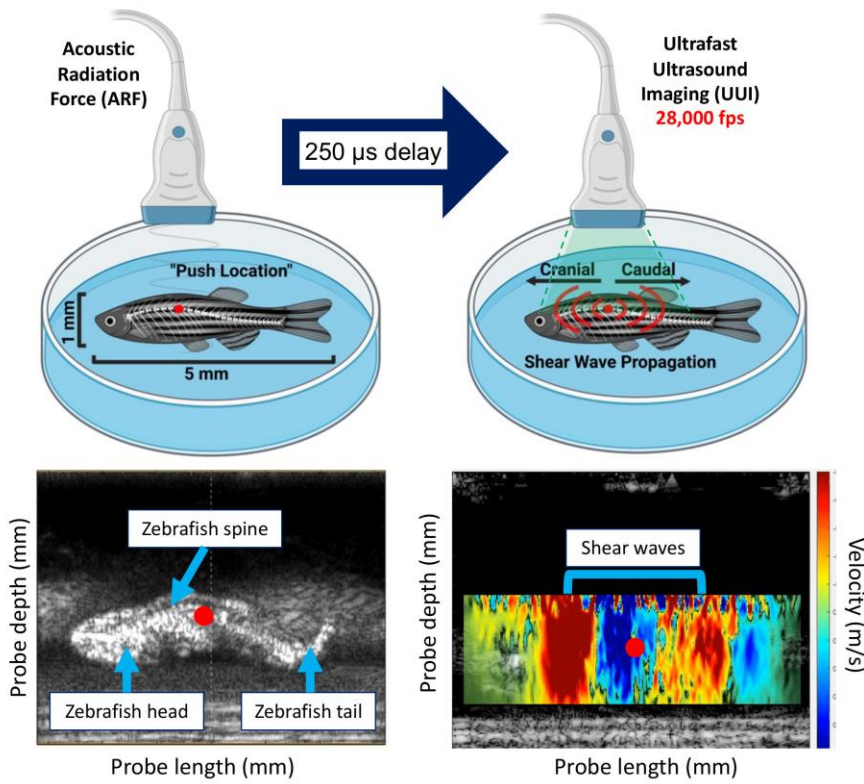 Acoustic
Radiation
Force (ARF)
250 µs delay
Ultrafast
Ultrasound
Imaging (UUI)
28,000 fps
"Push Location"
1 mm
5 mm
Cranial
Caudal
Shear Wave Propagation
Probe depth (mm)
Zebrafish spine
Zebrafish head
Zebrafish tail
Probe length (mm)
Probe depth (mm)
Shear waves
Velocity (m/s)
Probe length (mm)